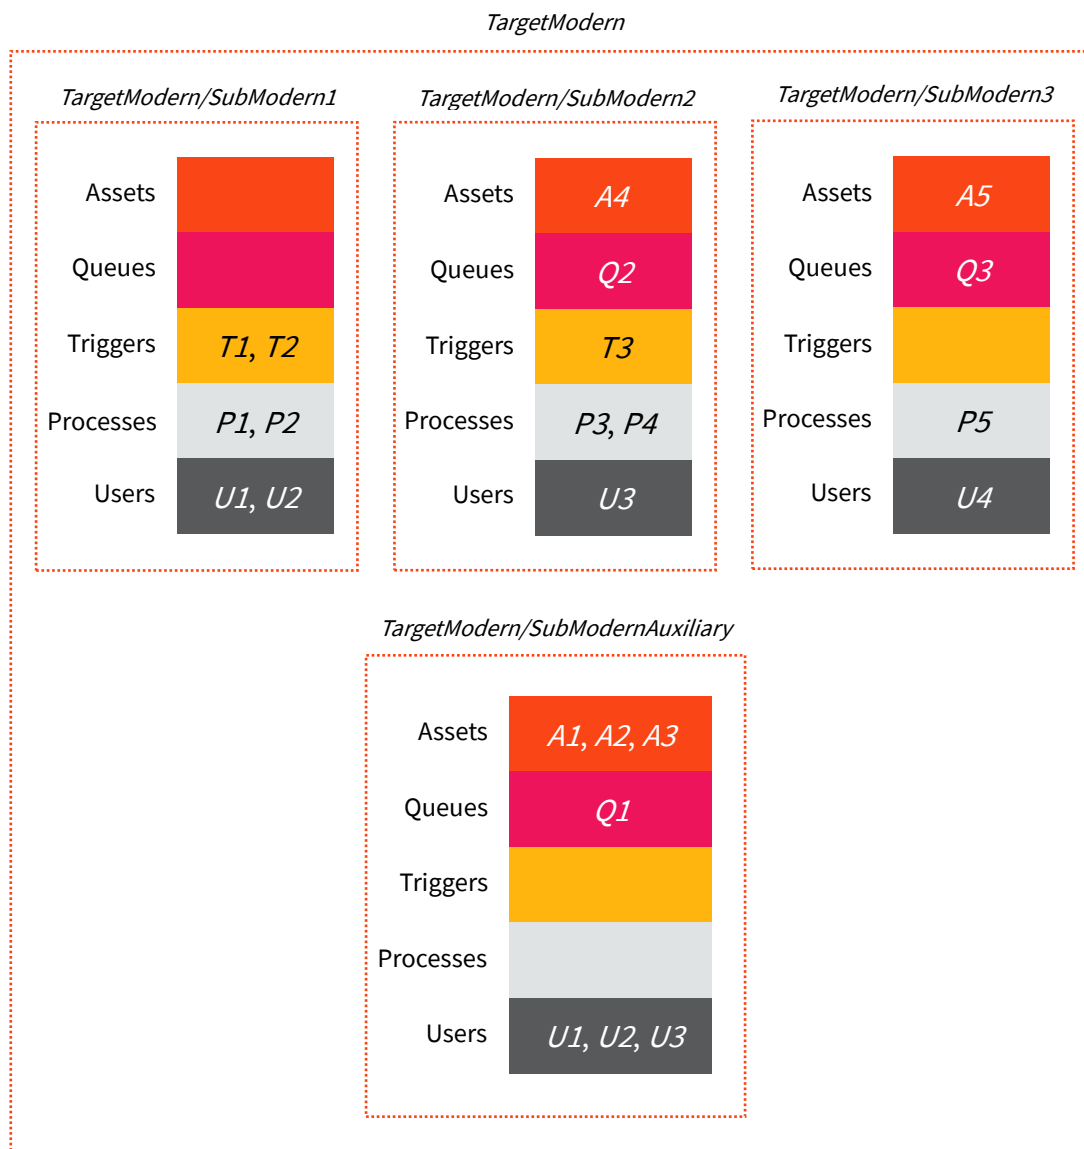 TargetModern
TargetModern/SubModern1
Assets
Queues
Triggers T1, T2
Processes P1, P2
Users U1, U2
TargetModern/SubModern2
Assets A4
Queues Q2
Triggers T3
Processes P3, P4
Users U3
TargetModern/SubModern3
Assets A5
Queues Q3
Triggers
Processes P5
Users U4
TargetModern/SubModernAuxiliary
Assets A1, A2, A3
Queues Q1
Triggers
Processes
Users U1, U2, U3